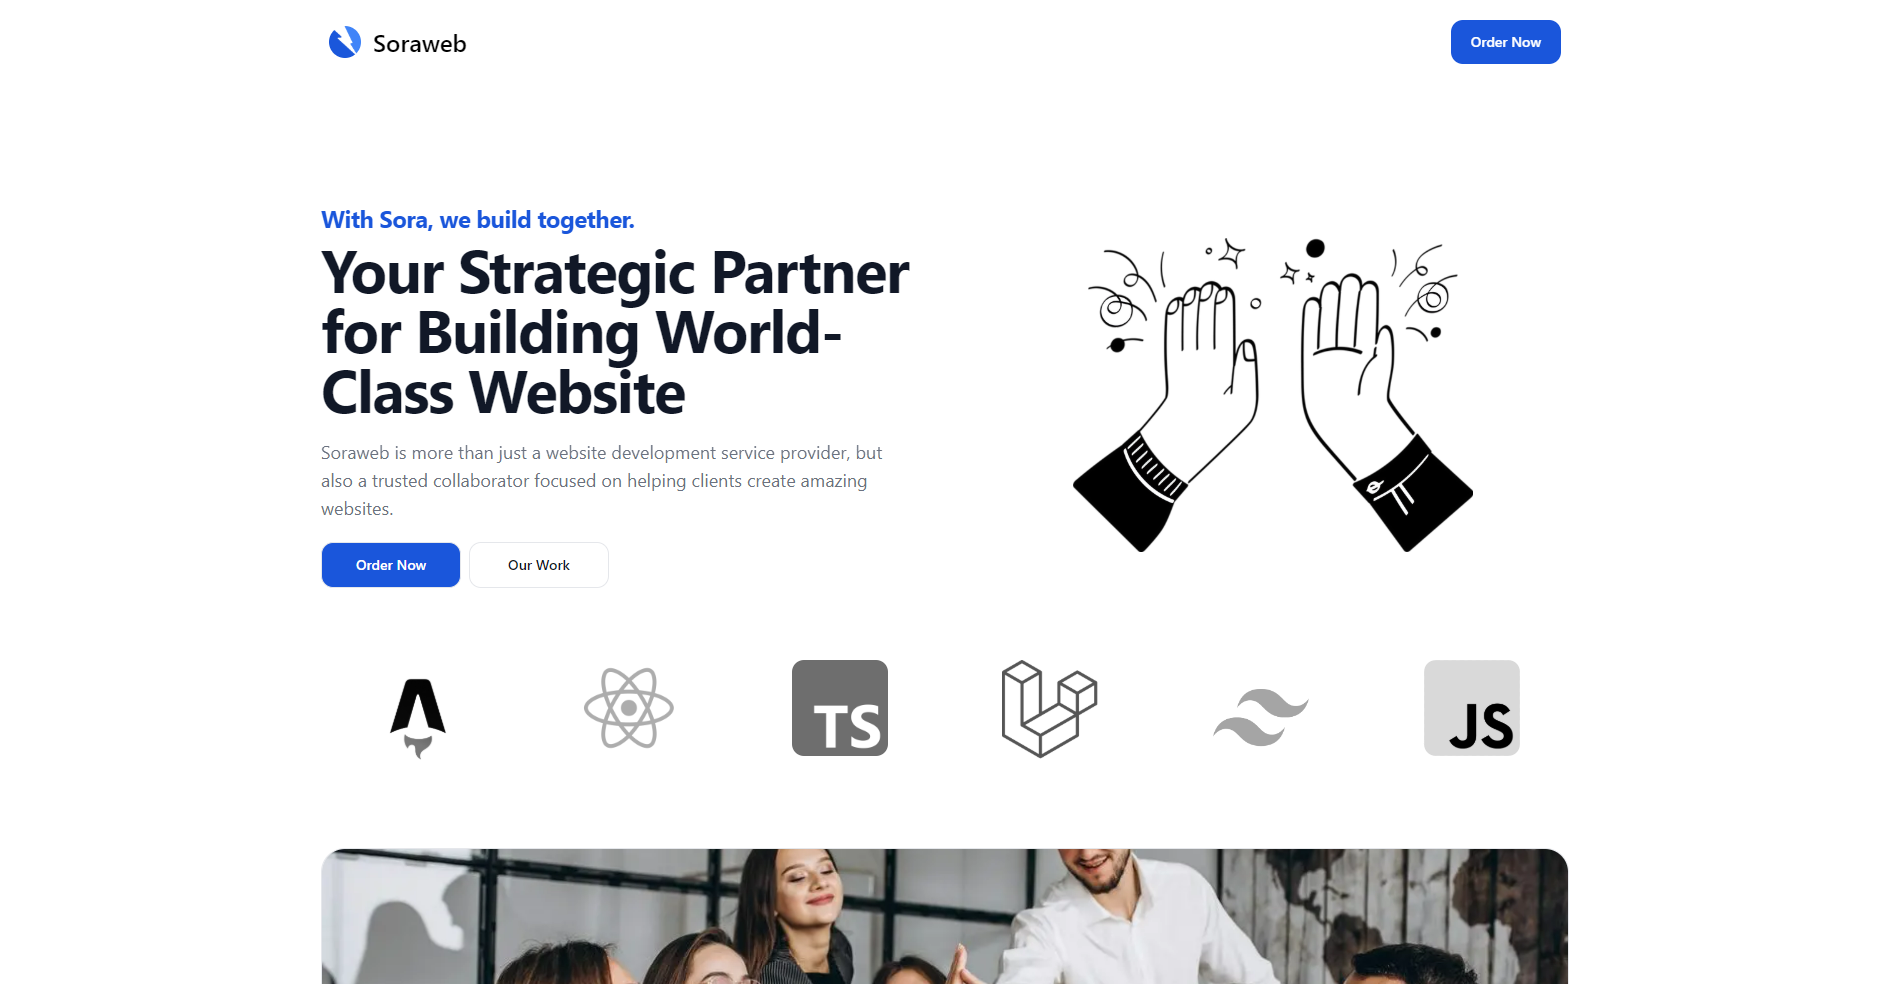 Soraweb
Order Now
With Sora, we build together.
Your Strategic Partner
for Building World-
Class Website
Soraweb is more than just a website development service provider, but
also a trusted collaborator focused on helping clients create amazing
websites.
Order Now
Our Work
TS
JS